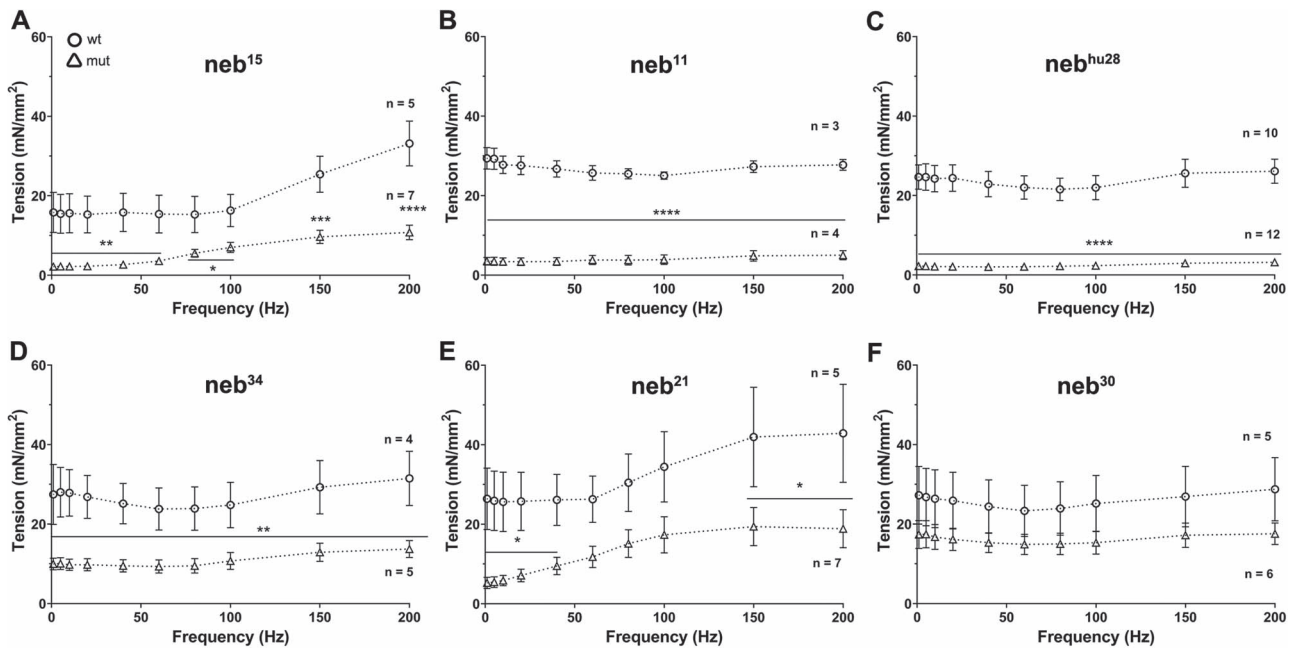 A
neb15
wt
mut
n = 5
n = 7
**
*
***
****
Tension (mN/mm2)
0
20
40
60
0 50 100 150 200
Frequency (Hz)
B
neb11
n = 3
****
n = 4
Tension (mN/mm2)
0
20
40
60
0 50 100 150 200
Frequency (Hz)
C
nebhu28
n = 10
****
n = 12
Tension (mN/mm2)
0
20
40
60
0 50 100 150 200
Frequency (Hz)
D
neb34
n = 4
**
n = 5
Tension (mN/mm2)
0
20
40
60
0 50 100 150 200
Frequency (Hz)
E
neb21
n = 5
*
*
n = 7
Tension (mN/mm2)
0
20
40
60
0 50 100 150 200
Frequency (Hz)
F
neb30
n = 5
n = 6
Tension (mN/mm2)
0
20
40
60
0 50 100 150 200
Frequency (Hz)